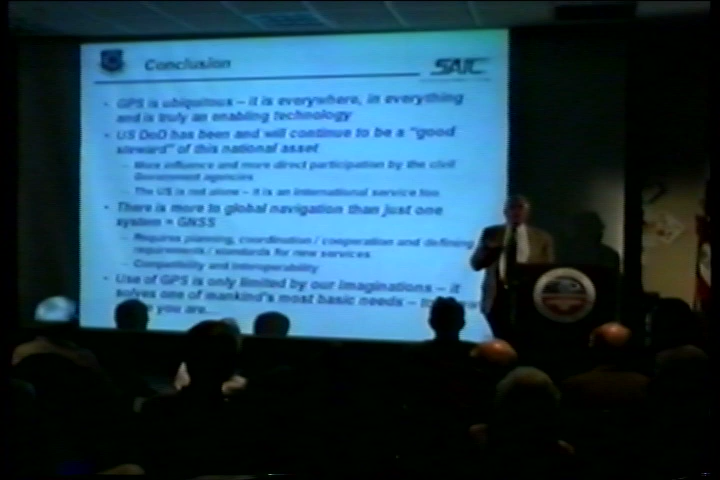 Conclusion
SAIC
• GPS is ubiquitous – it is everywhere, in everything
and is truly an enabling technology
• US DoD has been and will continue to be a "good
steward" of this national asset
– More influence and more direct participation by the civil
Government agencies
– The US is not alone – it is an international service too
• There is more to global navigation than just one
system = GNSS
– Requires planning, coordination / cooperation and defining
requirements / standards for new services
– Compatibility and interoperability
• Use of GPS is only limited by our imaginations – it
solves one of mankind's most basic needs –
you are...